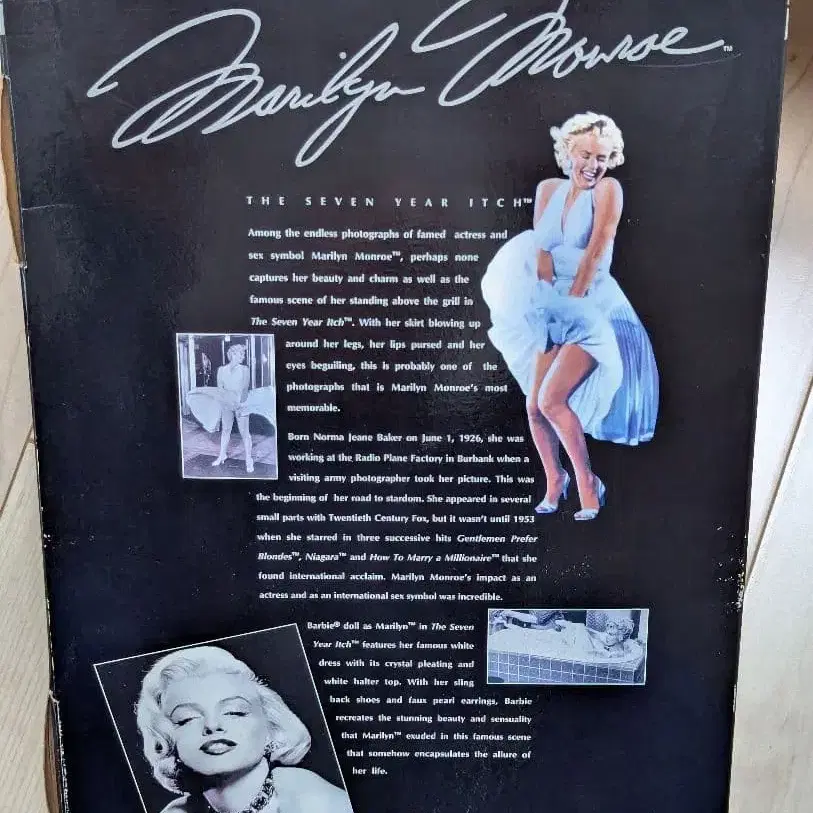 Marilyn Monroe™
THE SEVEN YEAR ITCH™
Among the endless photographs of famed actress and
sex symbol Marilyn Monroe™, perhaps none
captures her beauty and charm as well as the
famous scene of her standing above the grill in
The Seven Year Itch™. With her skirt blowing up
around her legs, her lips pursed and her
eyes beguiling, this is probably one of the
photographs that is Marilyn Monroe's most
memorable.
Born Norma Jeane Baker on June 1, 1926, she was
working at the Radio Plane Factory in Burbank when a
visiting army photographer took her picture. This was
the beginning of her road to stardom. She appeared in several
small parts with Twentieth Century Fox, but it wasn't until 1953
when she starred in three successive hits Gentlemen Prefer
Blondes™, Niagara™ and How To Marry a Millionaire™ that she
found international acclaim. Marilyn Monroe's impact as an
actress and as an international sex symbol was incredible.
Barbie® doll as Marilyn™ in The Seven
Year Itch™ features her famous white
dress with its crystal pleating and
white halter top. With her sling
back shoes and faux pearl earrings, Barbie
recreates the stunning beauty and sensuality
that Marilyn™ exuded in this famous scene
that somehow encapsulates the allure of
her life.